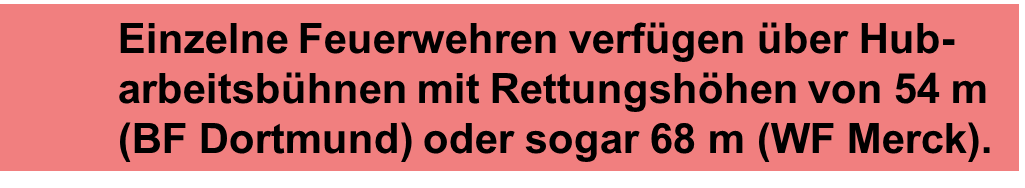 Einzelne Feuerwehren verfügen über Hub-
arbeitsbühnen mit Rettungshöhen von 54 m
(BF Dortmund) oder sogar 68 m (WF Merck).